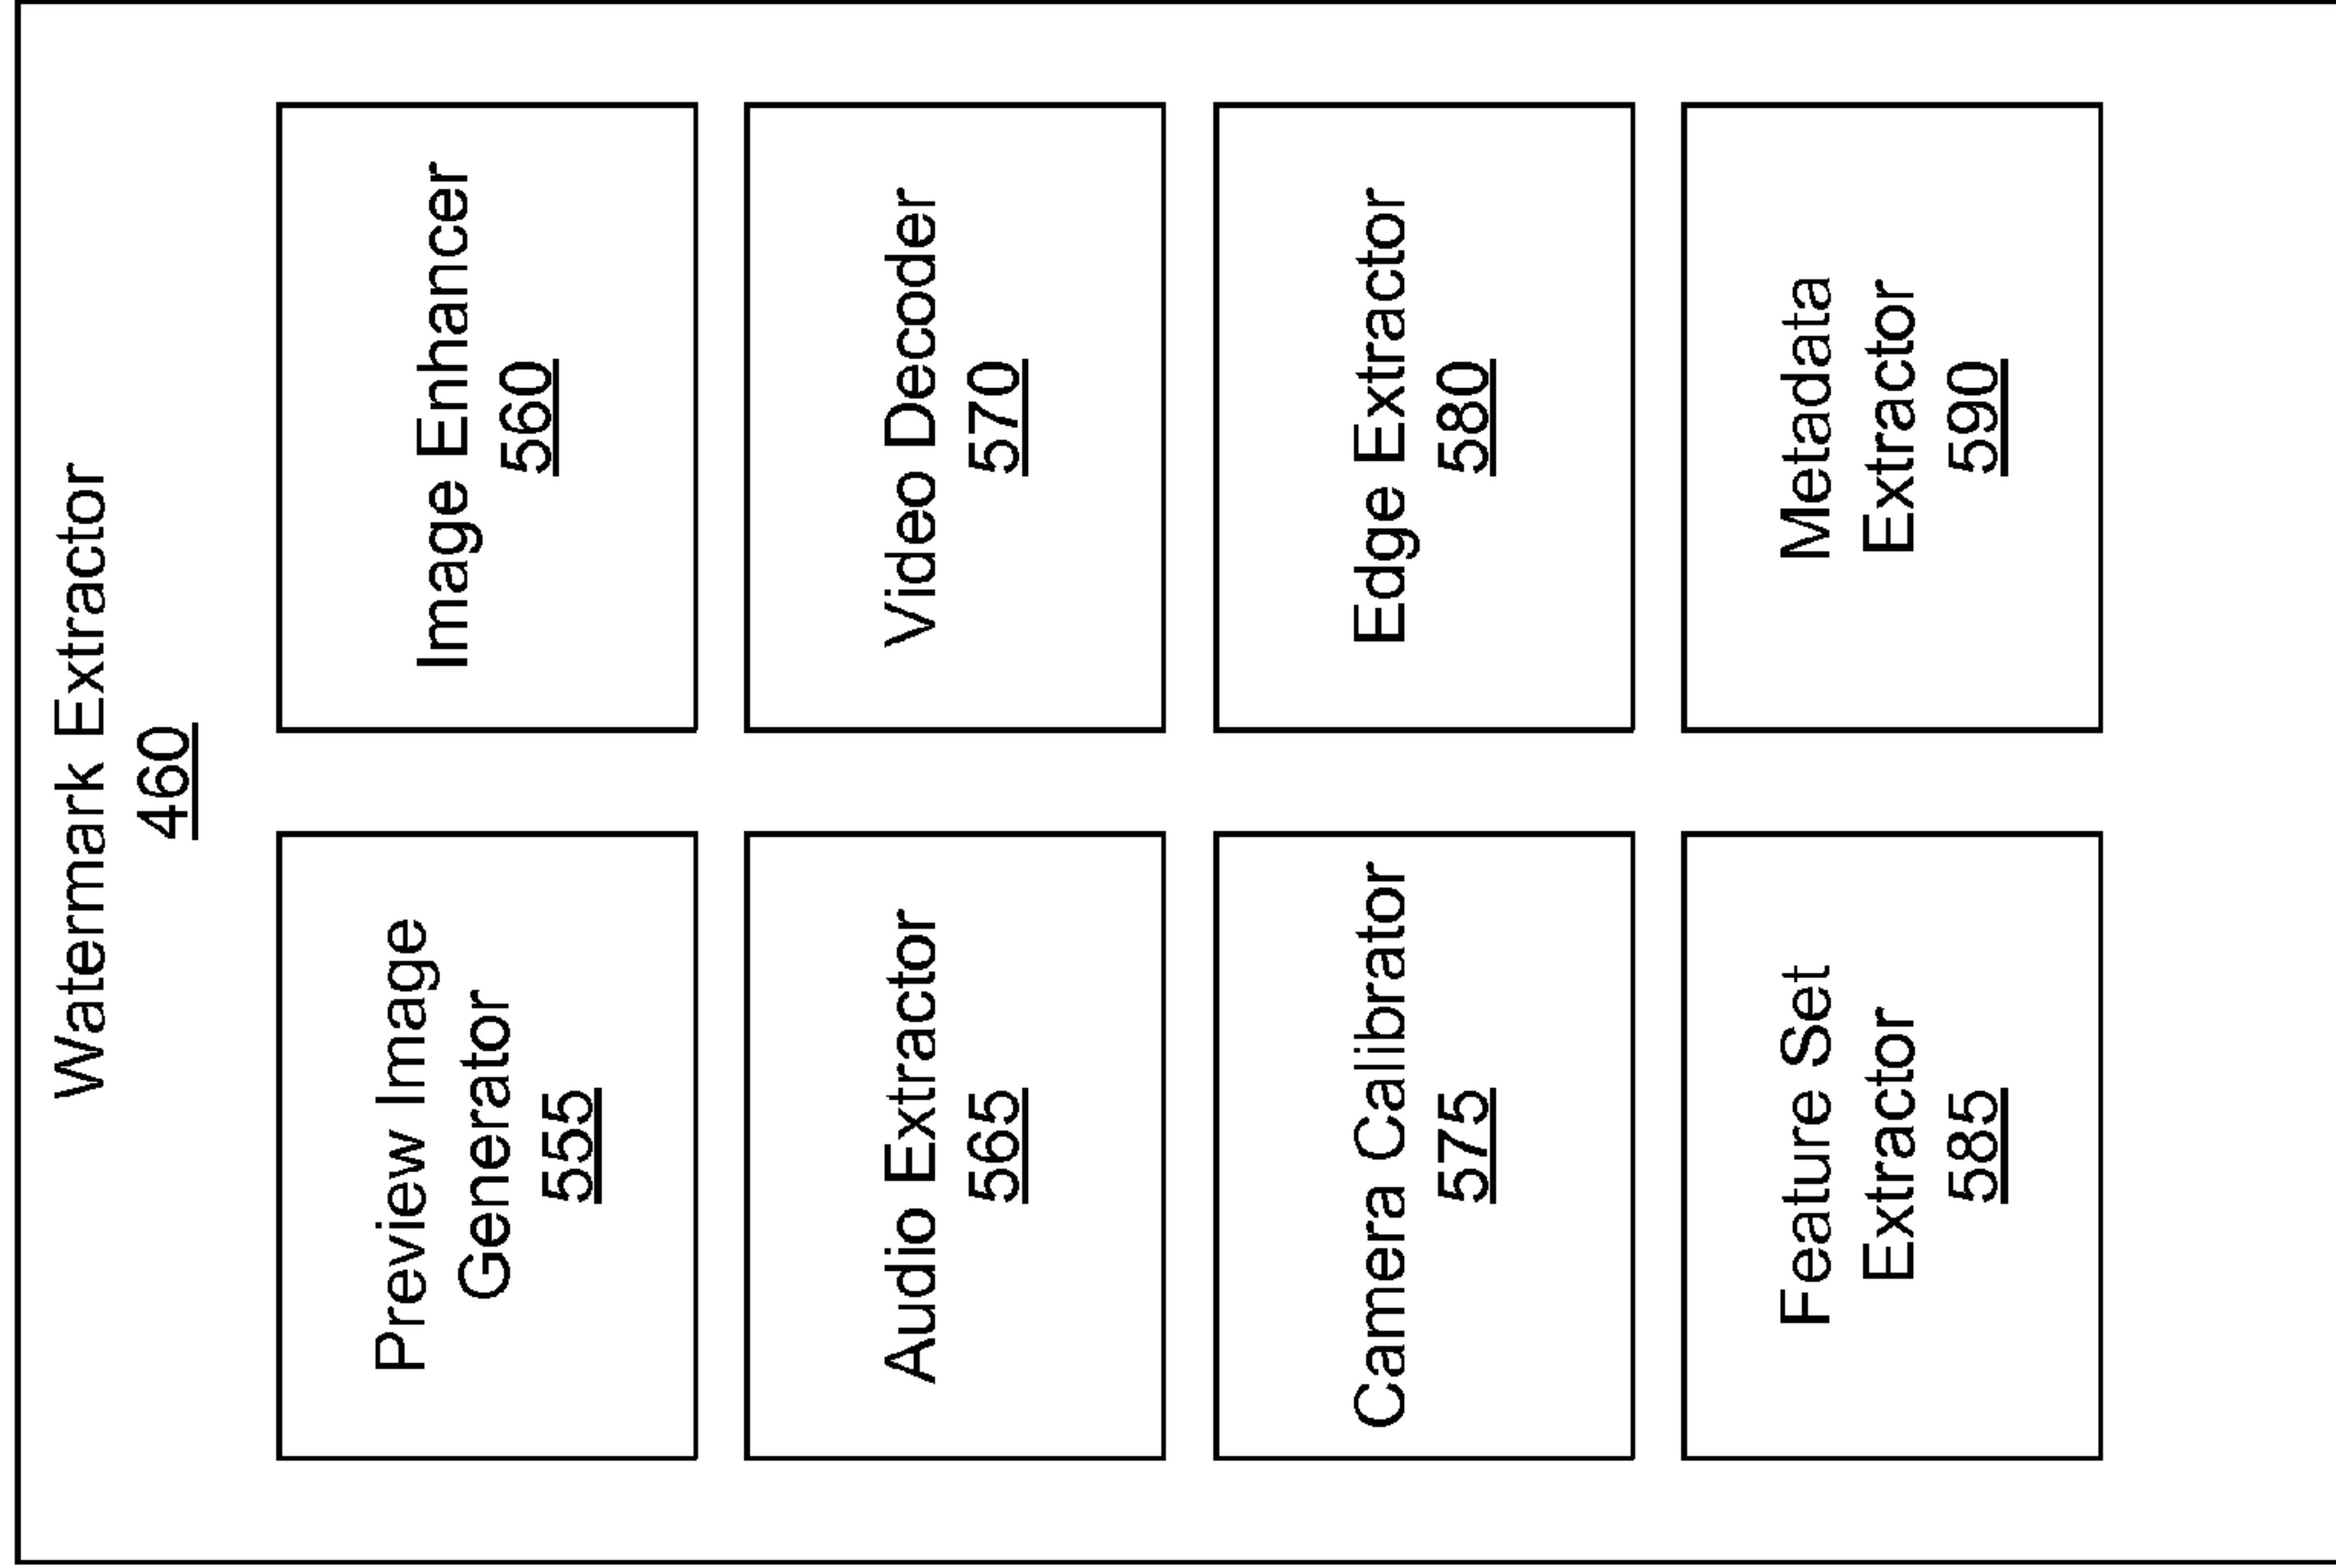 Watermark Extractor
460
Preview Image
Generator
555
Image Enhancer
560
Audio Extractor
565
Video Decoder
570
Camera Calibrator
575
Edge Extractor
580
Feature Set
Extractor
585
Metadata
Extractor
590